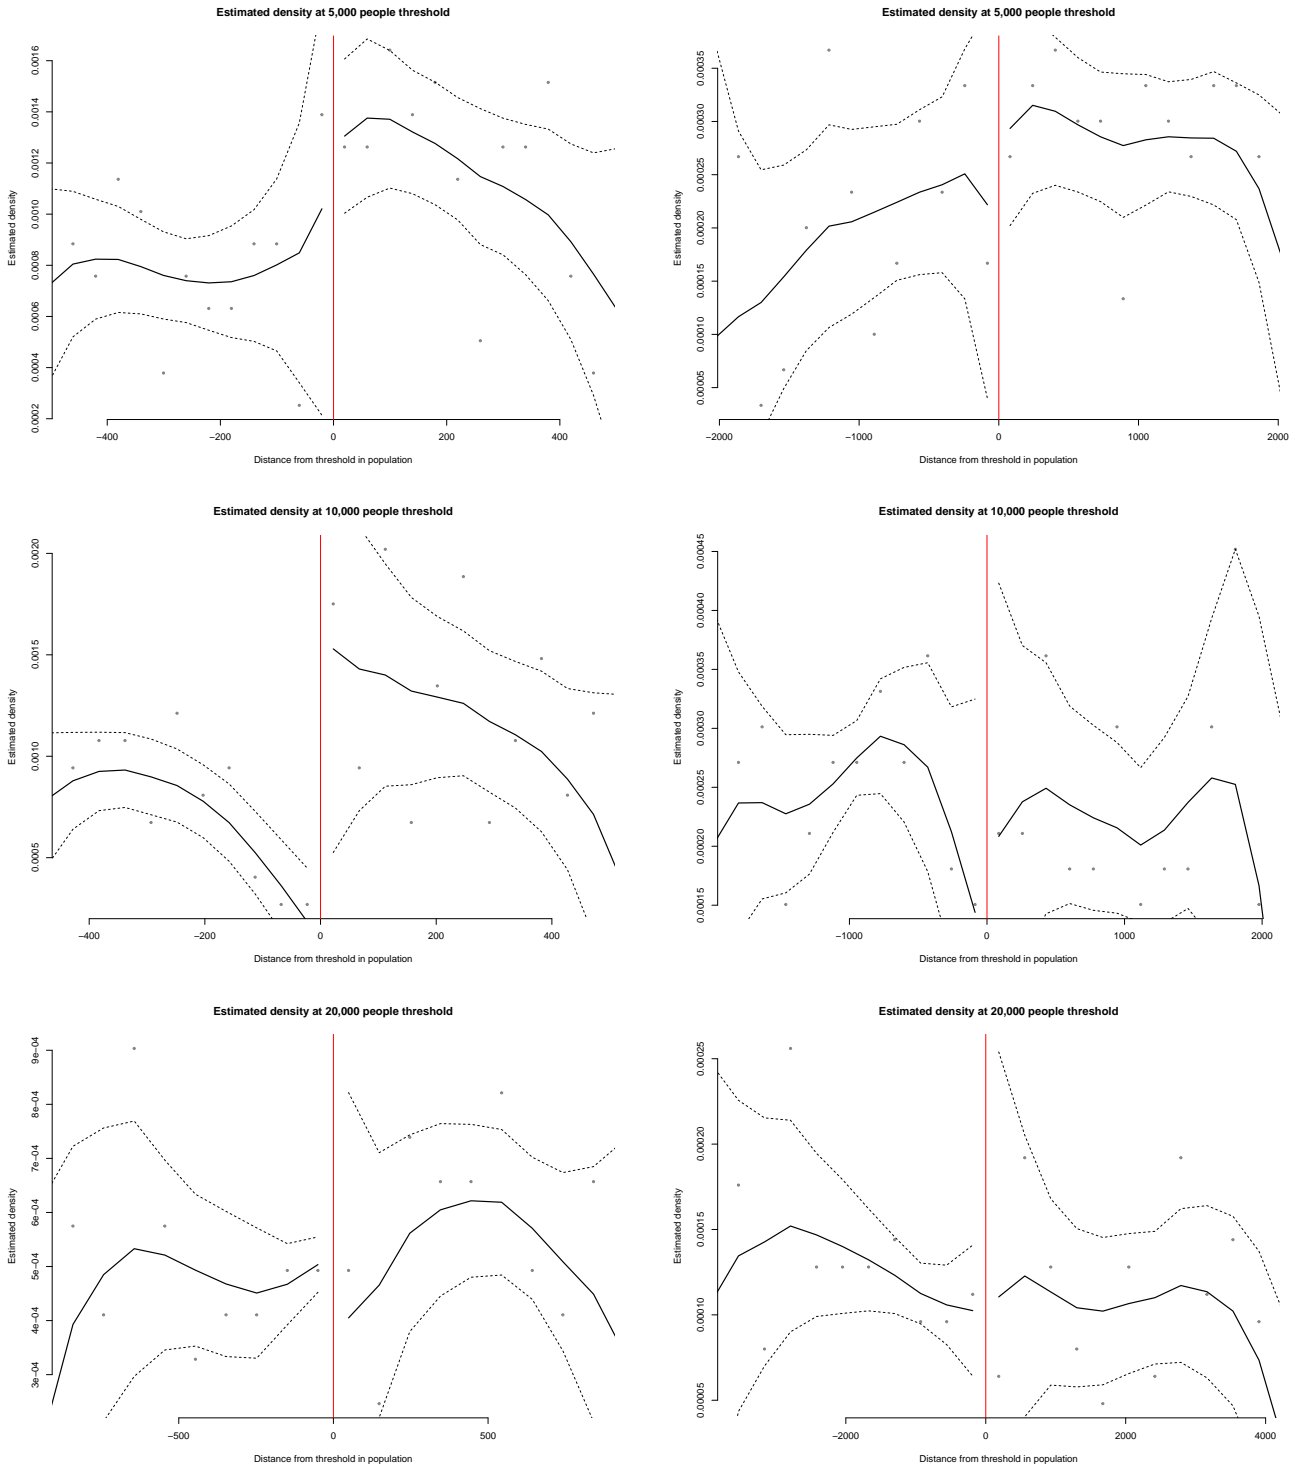 Estimated density at 5,000 people threshold
Estimated density
0.0002 0.0004 0.0006 0.0008 0.0010 0.0012 0.0014 0.0016
−400 −200 0 200 400
Distance from threshold in population
Estimated density at 5,000 people threshold
Estimated density
0.00005 0.00010 0.00015 0.00020 0.00025 0.00030 0.00035
−2000 −1000 0 1000 2000
Distance from threshold in population
Estimated density at 10,000 people threshold
Estimated density
0.0005 0.0010 0.0015 0.0020
−400 −200 0 200 400
Distance from threshold in population
Estimated density at 10,000 people threshold
Estimated density
0.00015 0.00020 0.00025 0.00030 0.00035 0.00040 0.00045
−1000 0 1000 2000
Distance from threshold in population
Estimated density at 20,000 people threshold
Estimated density
3e−04 4e−04 5e−04 6e−04 7e−04 8e−04 9e−04
−500 0 500
Distance from threshold in population
Estimated density at 20,000 people threshold
Estimated density
0.00005 0.00010 0.00015 0.00020 0.00025
−2000 0 2000 4000
Distance from threshold in population